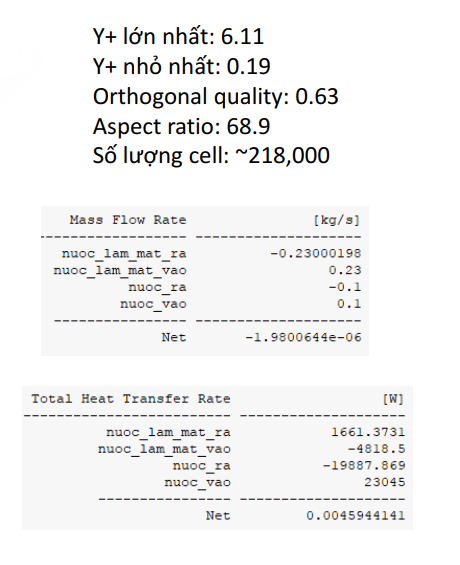 Y+ lớn nhất: 6.11
Y+ nhỏ nhất: 0.19
Orthogonal quality: 0.63
Aspect ratio: 68.9
Số lượng cell: ~218,000
Mass Flow Rate [kg/s]
-------------------------------- --------------------
nuoc_lam_mat_ra -0.23000198
nuoc_lam_mat_vao 0.23
nuoc_ra -0.1
nuoc_vao 0.1
---------------- --------------------
Net -1.9800644e-06
Total Heat Transfer Rate [W]
-------------------------------- --------------------
nuoc_lam_mat_ra 1661.3731
nuoc_lam_mat_vao -4818.5
nuoc_ra -19887.869
nuoc_vao 23045
---------------- --------------------
Net 0.0045944141